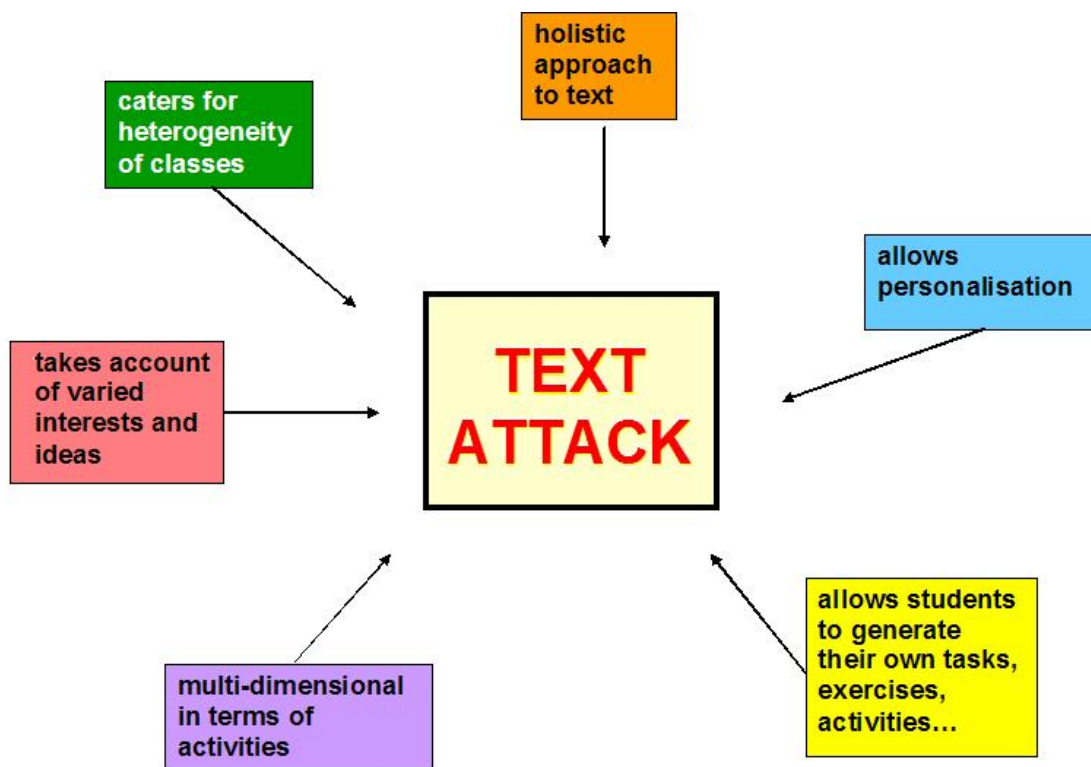 holistic
approach
to text
caters for
heterogeneity
of classes
allows
personalisation
TEXT
ATTACK
takes account
of varied
interests and
ideas
allows students
to generate
their own tasks,
exercises,
activities…
multi-dimensional
in terms of
activities